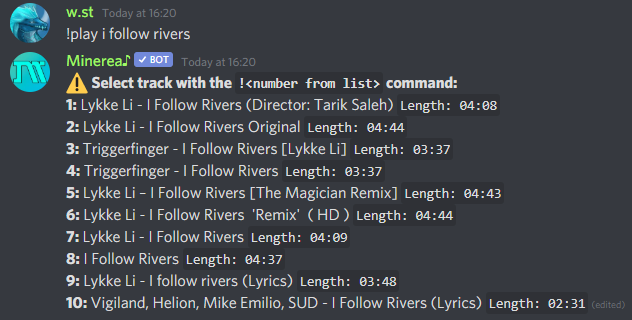 w.st Today at 16:20
!play i follow rivers
Minerea♪ ✓ BOT Today at 16:20
⚠ Select track with the !<number from list> command:
1: Lykke Li - I Follow Rivers (Director: Tarik Saleh) Length: 04:08
2: Lykke Li - I Follow Rivers Original Length: 04:44
3: Triggerfinger - I Follow Rivers [Lykke Li] Length: 03:37
4: Triggerfinger - I Follow Rivers Length: 03:37
5: Lykke Li - I Follow Rivers [The Magician Remix] Length: 04:43
6: Lykke Li - I Follow Rivers 'Remix' ( HD ) Length: 04:44
7: Lykke Li - I Follow Rivers Length: 04:09
8: I Follow Rivers Length: 04:37
9: Lykke Li - I follow rivers (Lyrics) Length: 03:48
10: Vigiland, Helion, Mike Emilio, SUD - I Follow Rivers (Lyrics) Length: 02:31 (edited)